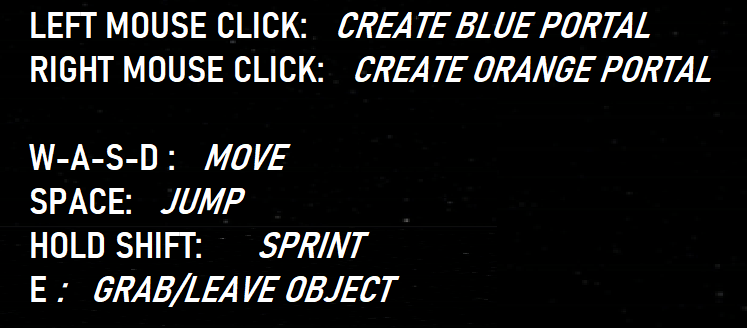 LEFT MOUSE CLICK: CREATE BLUE PORTAL
RIGHT MOUSE CLICK: CREATE ORANGE PORTAL
W-A-S-D : MOVE
SPACE: JUMP
HOLD SHIFT: SPRINT
E : GRAB/LEAVE OBJECT